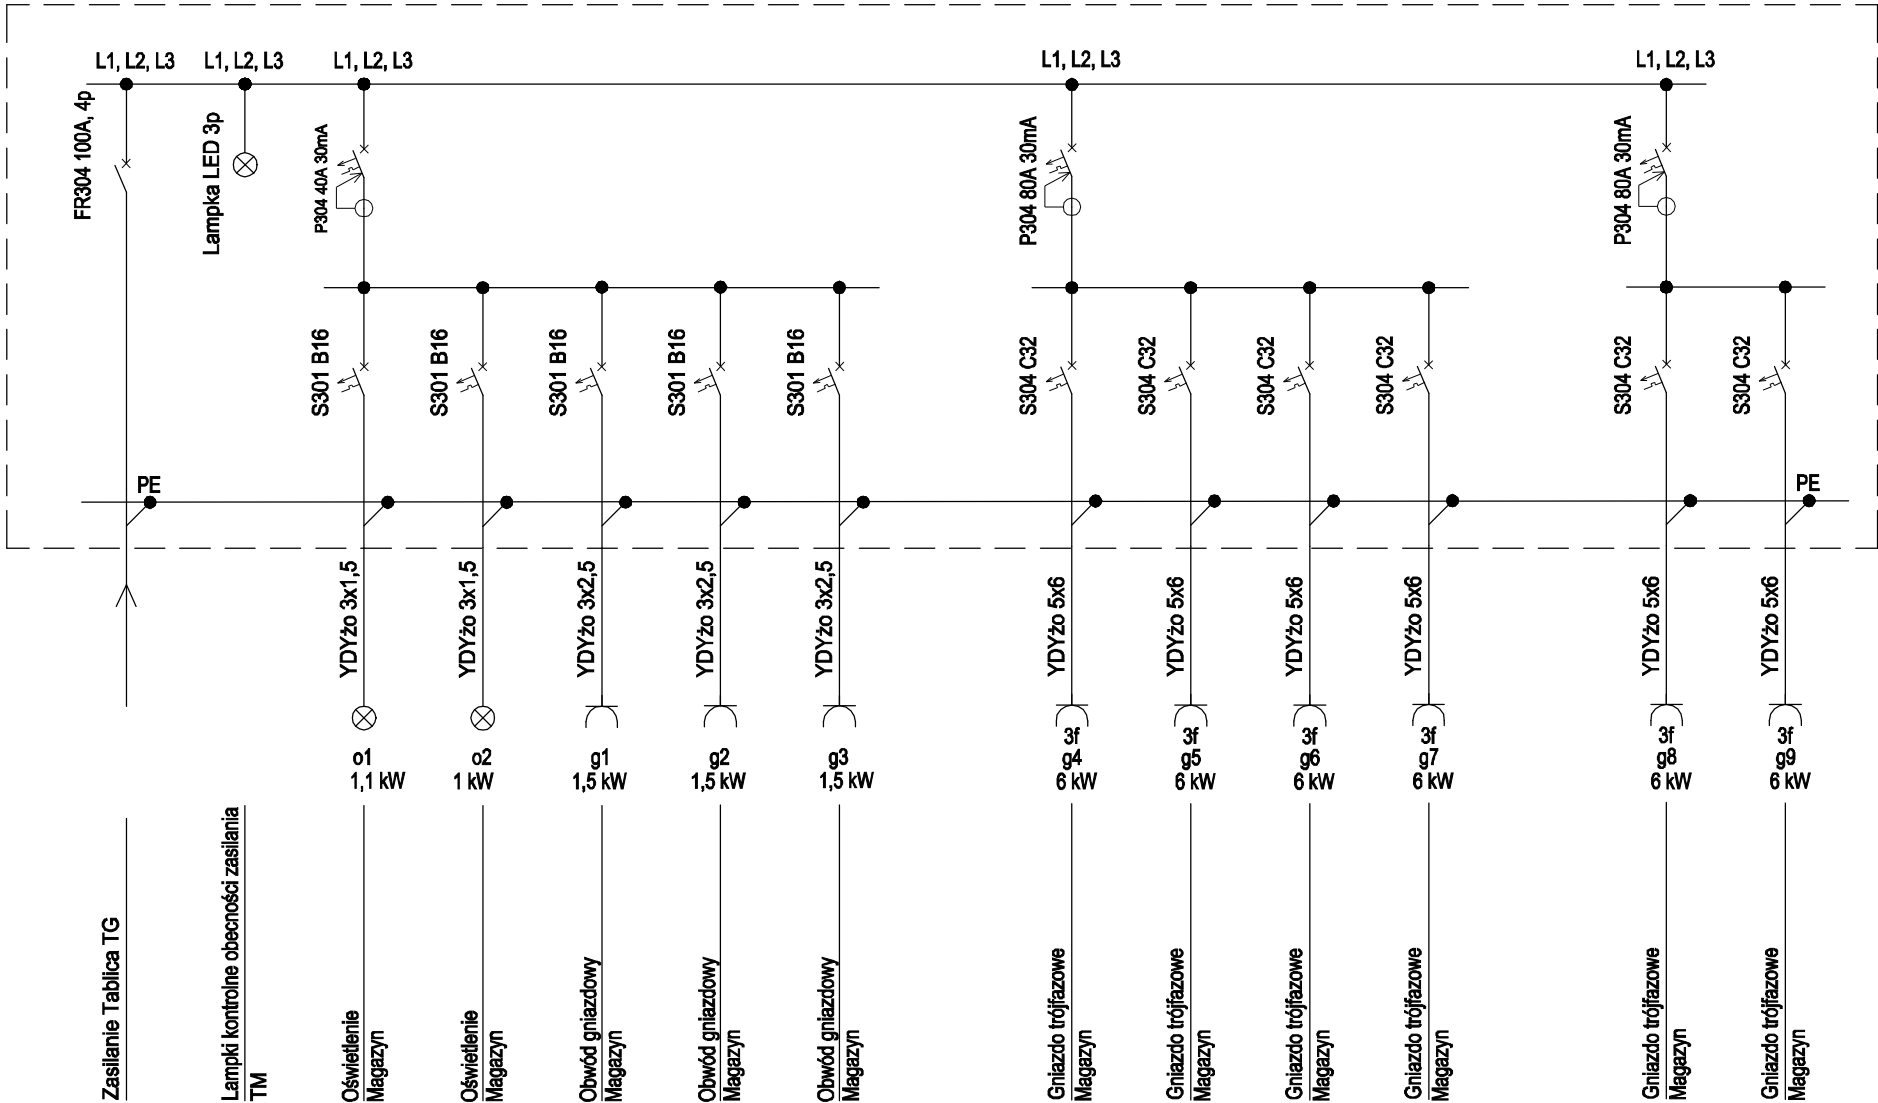 L1, L2, L3
L1, L2, L3
L1, L2, L3
L1, L2, L3
L1, L2, L3
FR304 100A, 4p
Lampka LED 3p
P304 40A 30mA
P304 80A 30mA
P304 80A 30mA
S301 B16
S301 B16
S301 B16
S301 B16
S301 B16
S304 C32
S304 C32
S304 C32
S304 C32
S304 C32
S304 C32
PE
PE
YDYżo 3x1,5
YDYżo 3x1,5
YDYżo 3x2,5
YDYżo 3x2,5
YDYżo 3x2,5
YDYżo 5x6
YDYżo 5x6
YDYżo 5x6
YDYżo 5x6
YDYżo 5x6
YDYżo 5x6
o1
1,1 kW
o2
1 kW
g1
1,5 kW
g2
1,5 kW
g3
1,5 kW
3f
g4
6 kW
3f
g5
6 kW
3f
g6
6 kW
3f
g7
6 kW
3f
g8
6 kW
3f
g9
6 kW
Zasilanie Tablica TG
Lampki kontrolne obecności zasilania
TM
Oświetlenie
Magazyn
Oświetlenie
Magazyn
Obwód gniazdowy
Magazyn
Obwód gniazdowy
Magazyn
Obwód gniazdowy
Magazyn
Gniazdo trójfazowe
Magazyn
Gniazdo trójfazowe
Magazyn
Gniazdo trójfazowe
Magazyn
Gniazdo trójfazowe
Magazyn
Gniazdo trójfazowe
Magazyn
Gniazdo trójfazowe
Magazyn